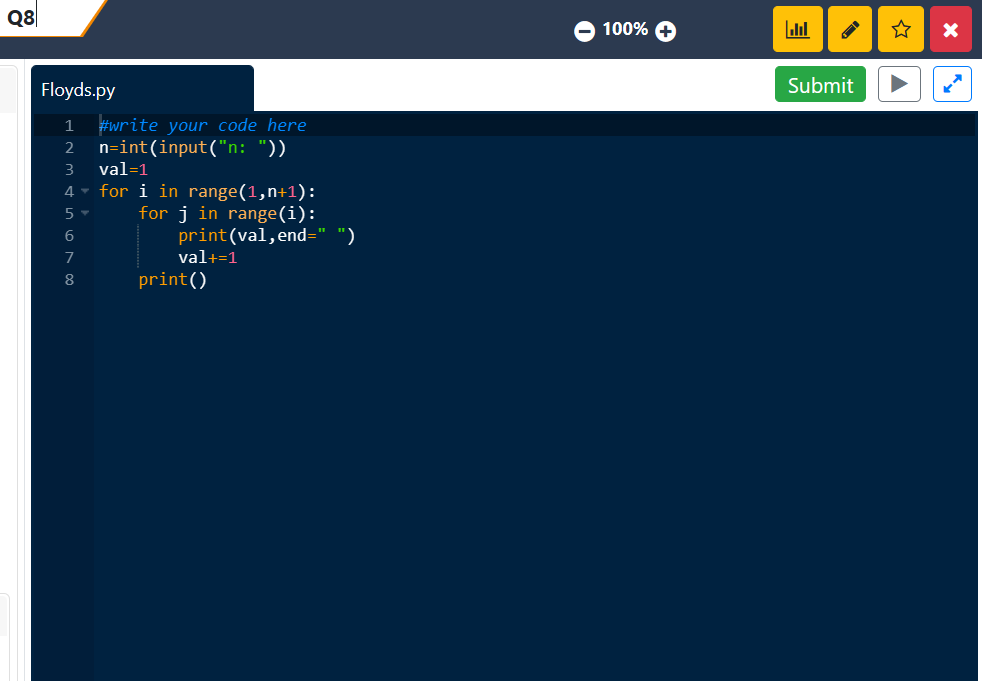 Q8
100%
Floyds.py
Submit
1 #write your code here
2 n=int(input("n: "))
3 val=1
4 for i in range(1,n+1):
5     for j in range(i):
6         print(val,end=" ")
7         val+=1
8     print()